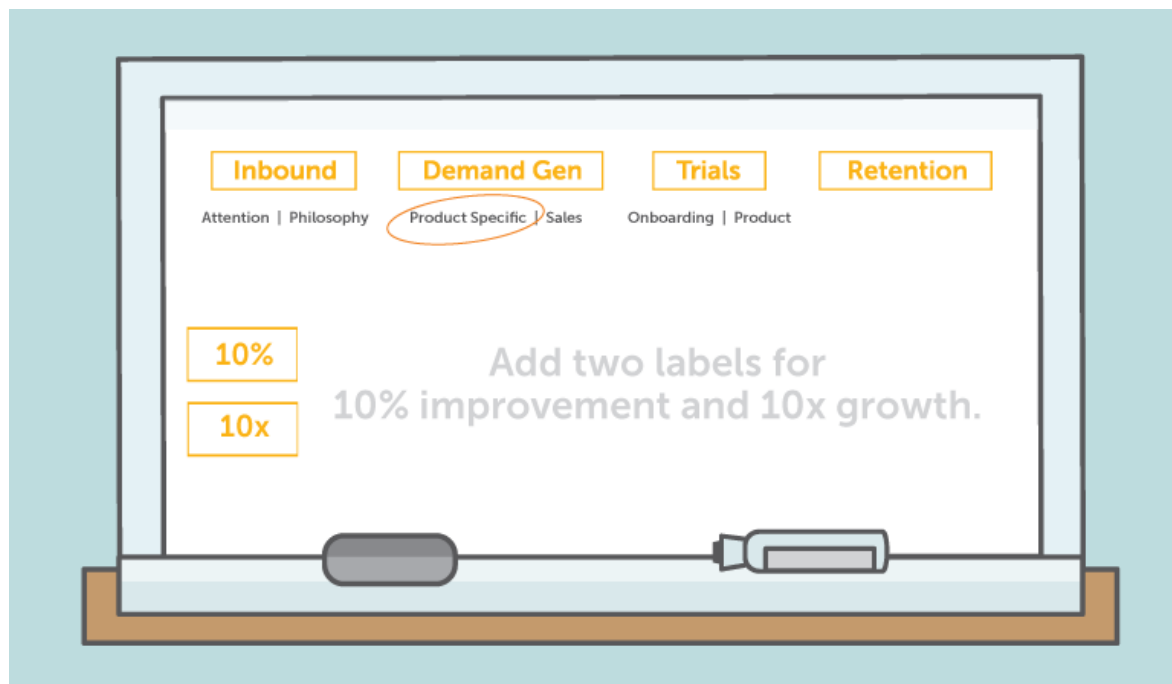 Inbound Demand Gen Trials Retention
Attention | Philosophy Product Specific | Sales Onboarding | Product
10%
10x
Add two labels for
10% improvement and 10x growth.